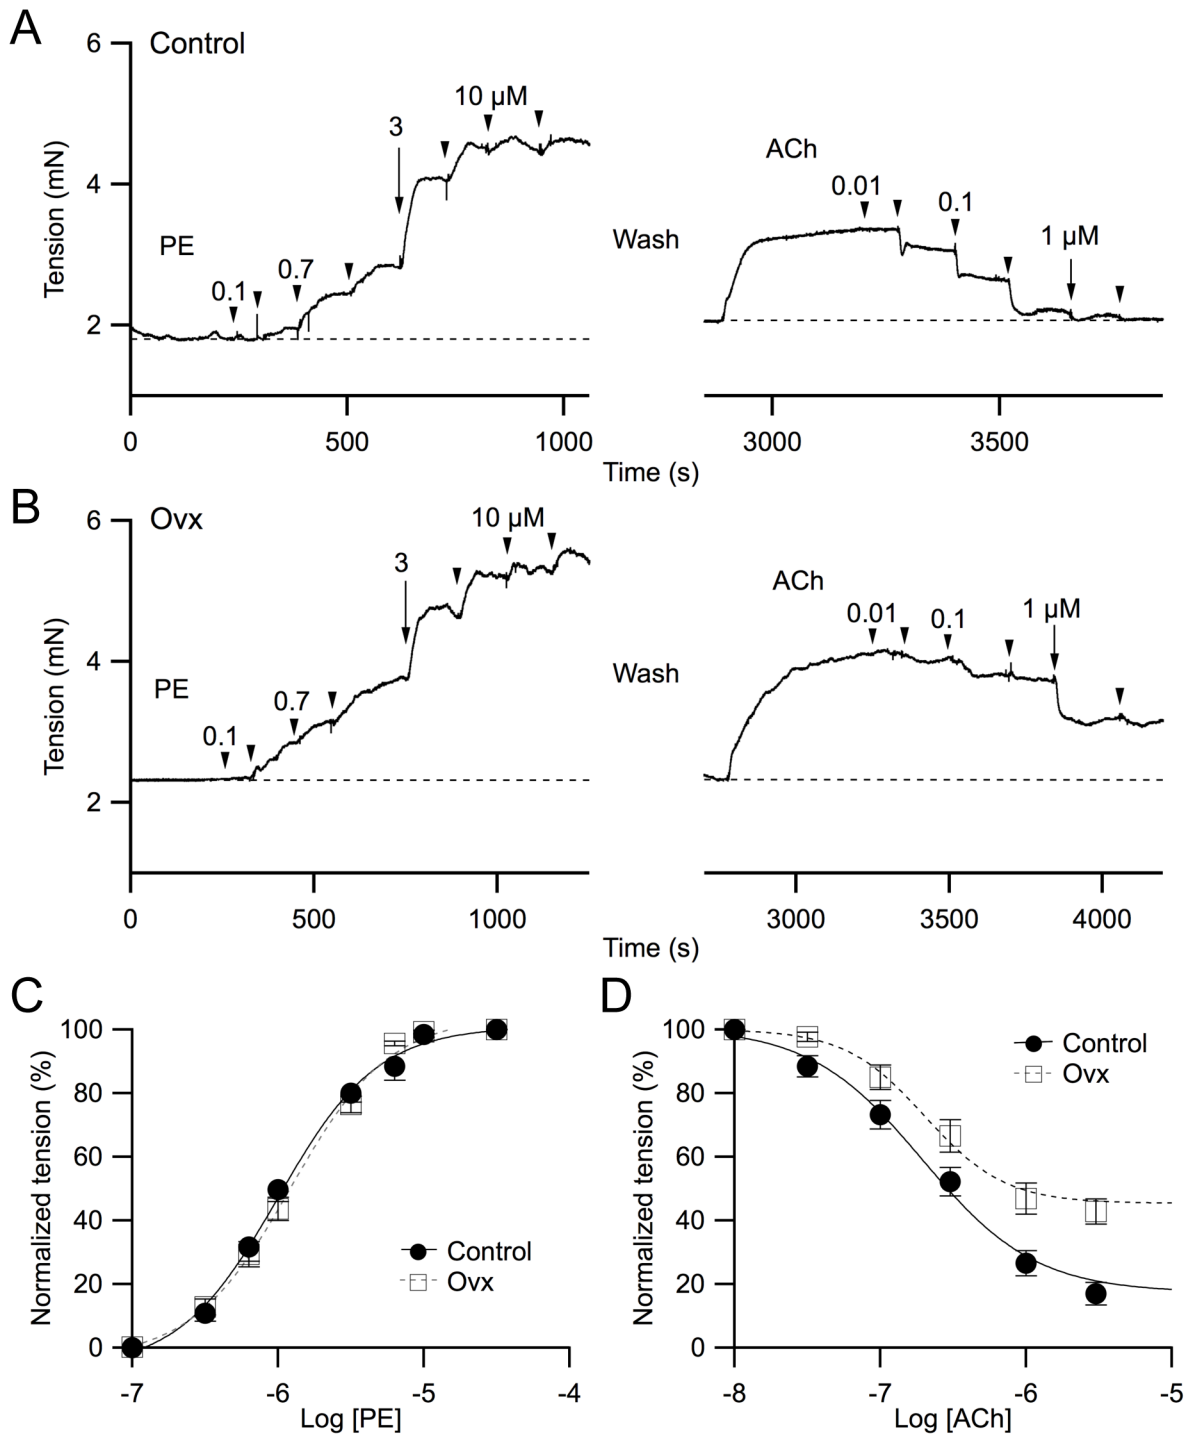 A
Control
6
4
2
Tension (mN)
PE
0.1
0.7
3
10 µM
Wash
ACh
0.01
0.1
1 µM
0
500
1000
3000
3500
Time (s)
B
Ovx
6
4
2
Tension (mN)
PE
0.1
0.7
3
10 µM
Wash
ACh
0.01
0.1
1 µM
0
500
1000
3000
3500
4000
Time (s)
C
100
80
60
40
20
0
Normalized tension (%)
Control
Ovx
-7
-6
-5
-4
Log [PE]
D
100
80
60
40
20
0
Normalized tension (%)
Control
Ovx
-8
-7
-6
-5
Log [ACh]